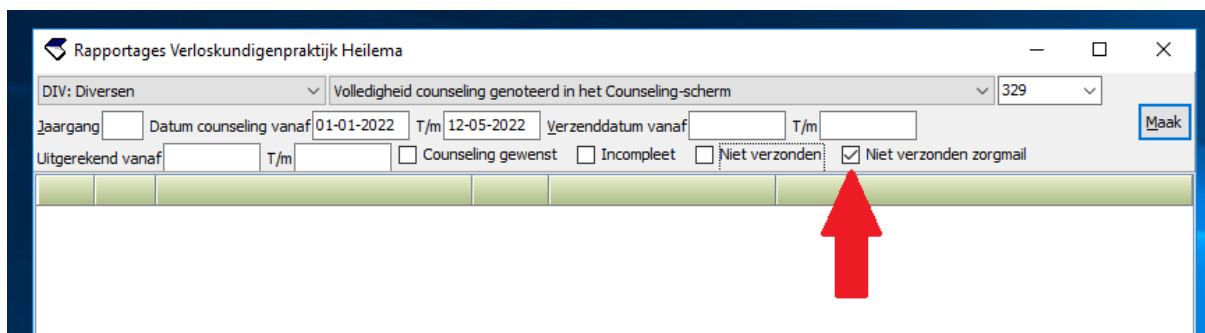 Rapportages Verloskundigenpraktijk Heilema
DIV: Diversen Volledigheid counseling genoteerd in het Counseling-scherm 329
Jaargang Datum counseling vanaf 01-01-2022 T/m 12-05-2022 Verzenddatum vanaf T/m Maak
Uitgerekend vanaf T/m Counseling gewenst Incompleet Niet verzonden Niet verzonden zorgmail